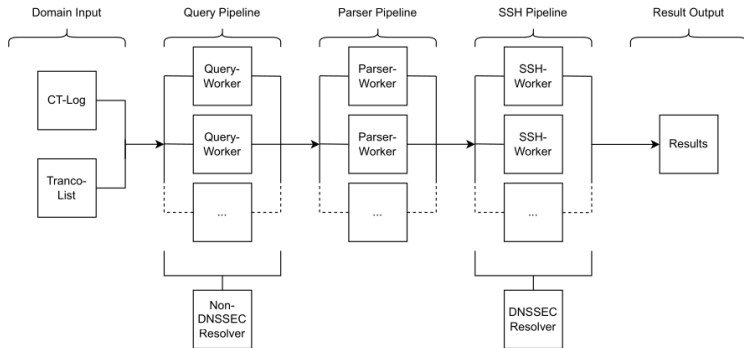 Domain Input
Query Pipeline
Parser Pipeline
SSH Pipeline
Result Output
CT-Log
Tranco-
List
Query-
Worker
Query-
Worker
...
Non-
DNSSEC
Resolver
Parser-
Worker
Parser-
Worker
...
SSH-
Worker
SSH-
Worker
...
DNSSEC
Resolver
Results